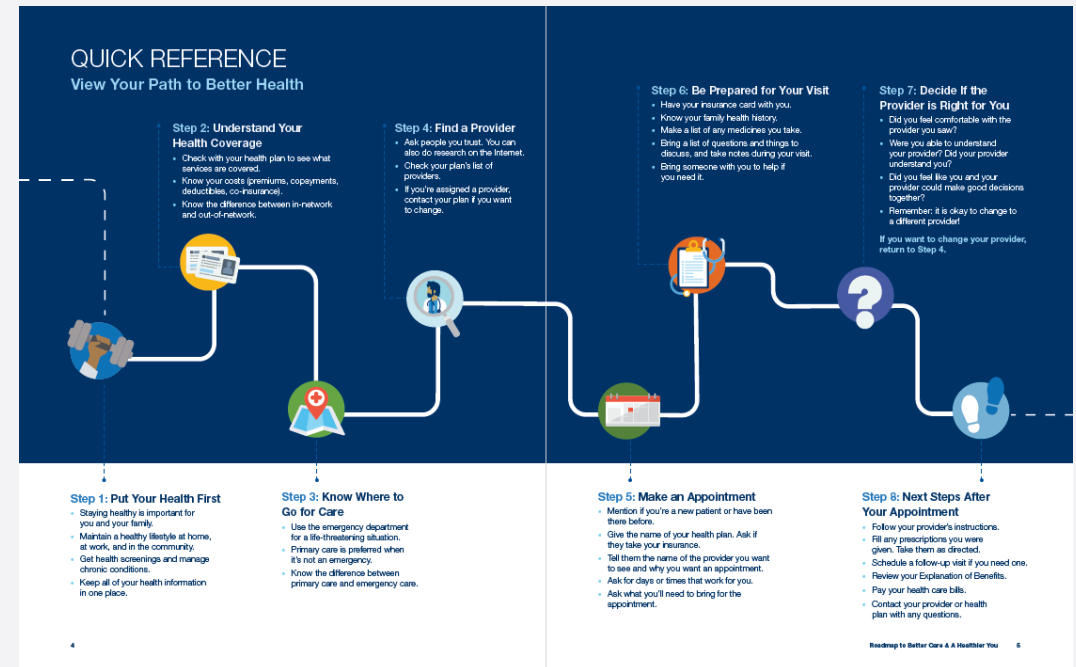 QUICK REFERENCE
View Your Path to Better Health
Step 2: Understand Your
Health Coverage
• Check with your health plan to see what
services are covered.
• Know your costs (premiums, copayments,
deductibles, co-insurance).
• Know the difference between in-network
and out-of-network.
Step 4: Find a Provider
• Ask people you trust. You can
also do research on the Internet.
• Check your plan's list of
providers.
• If you're assigned a provider,
contact your plan if you want
to change.
Step 6: Be Prepared for Your Visit
• Have your insurance card with you.
• Know your family health history.
• Make a list of any medicines you take.
• Bring a list of questions and things to
discuss, and take notes during your visit.
• Bring someone with you to help if
you need it.
Step 7: Decide If the
Provider is Right for You
• Did you feel comfortable with the
provider you saw?
• Were you able to understand
your provider? Did your provider
understand you?
• Did you feel like you and your
provider could make good decisions
together?
• Remember: it is okay to change to
a different provider!
If you want to change your provider,
return to Step 4.
Step 1: Put Your Health First
• Staying healthy is important for
you and your family.
• Maintain a healthy lifestyle at home,
at work, and in the community.
• Get health screenings and manage
chronic conditions.
• Keep all of your health information
in one place.
Step 3: Know Where to
Go for Care
• Use the emergency department
for a life-threatening situation.
• Primary care is preferred when
it's not an emergency.
• Know the difference between
primary care and emergency care.
Step 5: Make an Appointment
• Mention if you're a new patient or have been
there before.
• Give the name of your health plan. Ask if
they take your insurance.
• Tell them the name of the provider you want
to see and why you want an appointment.
• Ask for days or times that work for you.
• Ask what you'll need to bring for the
appointment.
Step 8: Next Steps After
Your Appointment
• Follow your provider's instructions.
• Fill any prescriptions you were
given. Take them as directed.
• Schedule a follow-up visit if you need one.
• Review your Explanation of Benefits.
• Pay your health care bills.
• Contact your provider or health
plan with any questions.
4
Roadmap to Better Care & A Healthier You 5